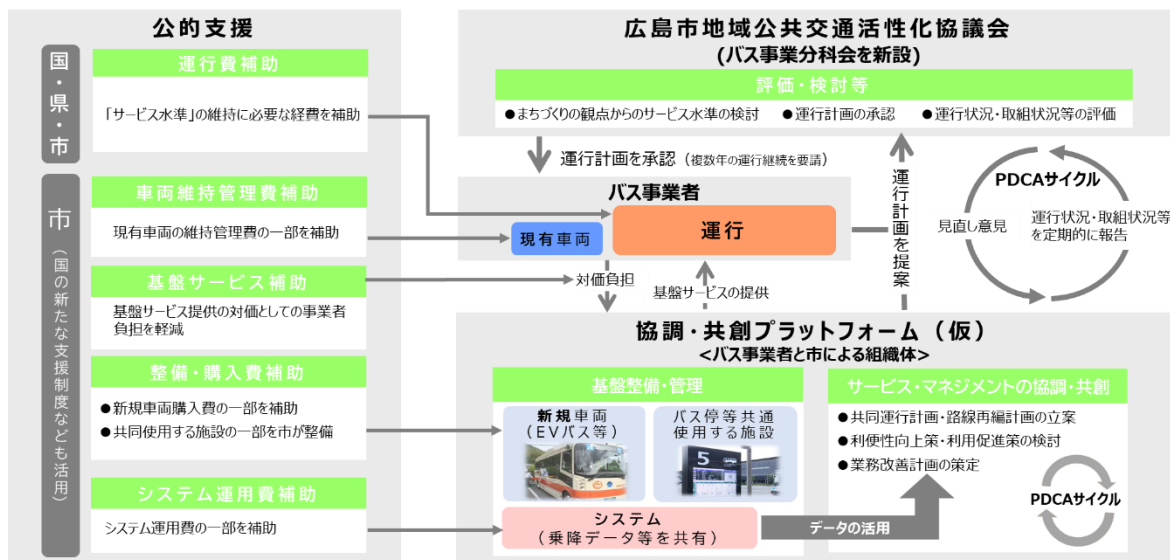 公的支援
国・県・市
運行費補助
「サービス水準」の維持に必要な経費を補助
市（国の新たな支援制度なども活用）
車両維持管理費補助
現有車両の維持管理費の一部を補助
基盤サービス補助
基盤サービス提供の対価としての事業者
負担を軽減
整備・購入費補助
●新規車両購入費の一部を補助
●共同使用する施設の一部を市が整備
システム運用費補助
システム運用費の一部を補助
広島市地域公共交通活性化協議会
(バス事業分科会を新設)
評価・検討等
●まちづくりの観点からのサービス水準の検討 ●運行計画の承認 ●運行状況・取組状況等の評価
運行計画を承認（複数年の運行継続を要請）
バス事業者
現有車両
運行
運行計画を提案
PDCAサイクル
見直し意見
運行状況・取組状況等
を定期的に報告
対価負担
基盤サービスの提供
協調・共創プラットフォーム（仮）
<バス事業者と市による組織体>
基盤整備・管理
新規車両
（EVバス等）
バス停等共通
使用する施設
5
システム
（乗降データ等を共有）
データの活用
サービス・マネジメントの協調・共創
●共同運行計画・路線再編計画の立案
●利便性向上策・利用促進策の検討
●業務改善計画の策定
PDCAサイクル